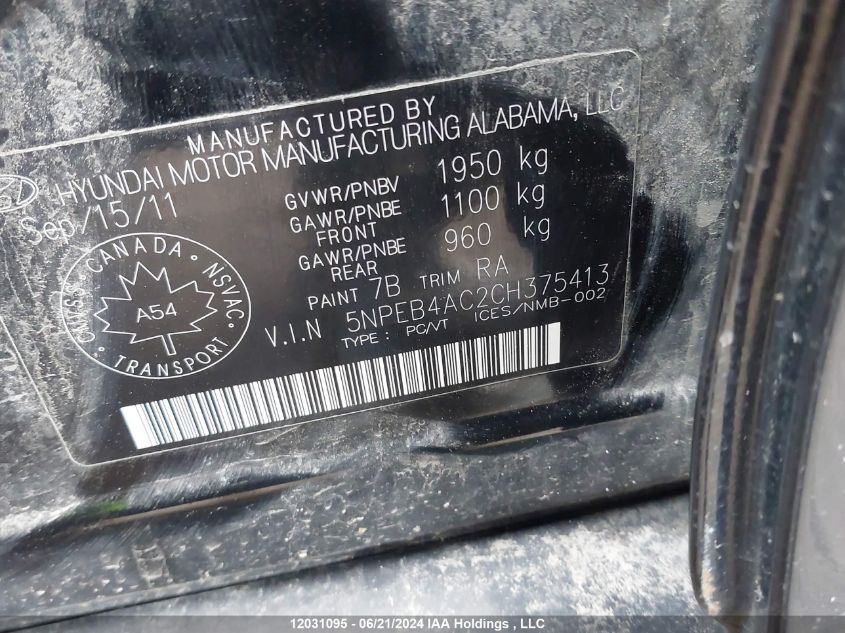 MANUFACTURED BY
HYUNDAI MOTOR MANUFACTURING ALABAMA, LLC
Sep/15/11
GVWR/PNBV 1950 kg
GAWR/PNBE FRONT 1100 kg
GAWR/PNBE REAR 960 kg
PAINT 7B TRIM RA
V.I.N 5NPEB4AC2CH375413
TYPE : PC/VT ICES/NMB-002
CANADA
NSVAC
TRANSPORT
CMVSS
A54
12031095 - 06/21/2024 IAA Holdings , LLC